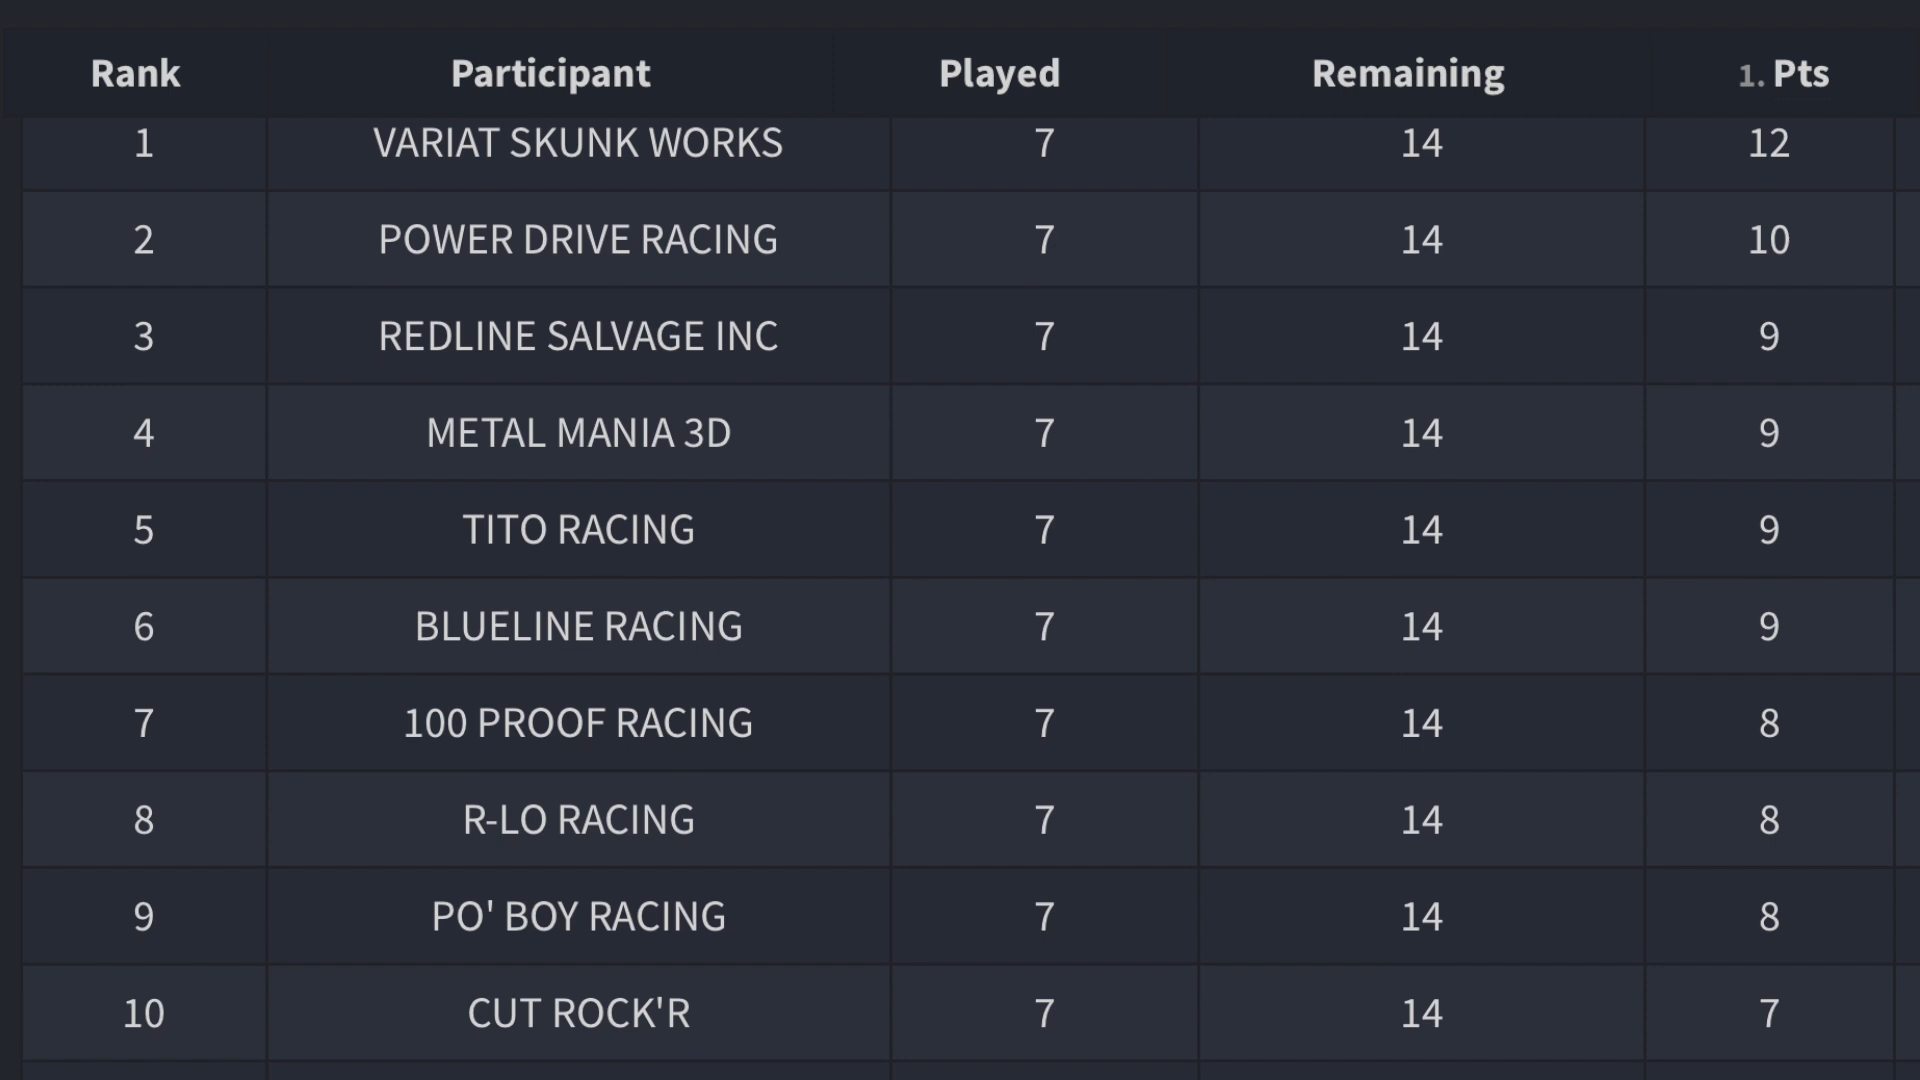 Rank Participant Played Remaining 1. Pts
1 VARIAT SKUNK WORKS 7 14 12
2 POWER DRIVE RACING 7 14 10
3 REDLINE SALVAGE INC 7 14 9
4 METAL MANIA 3D 7 14 9
5 TITO RACING 7 14 9
6 BLUELINE RACING 7 14 9
7 100 PROOF RACING 7 14 8
8 R-LO RACING 7 14 8
9 PO' BOY RACING 7 14 8
10 CUT ROCK'R 7 14 7